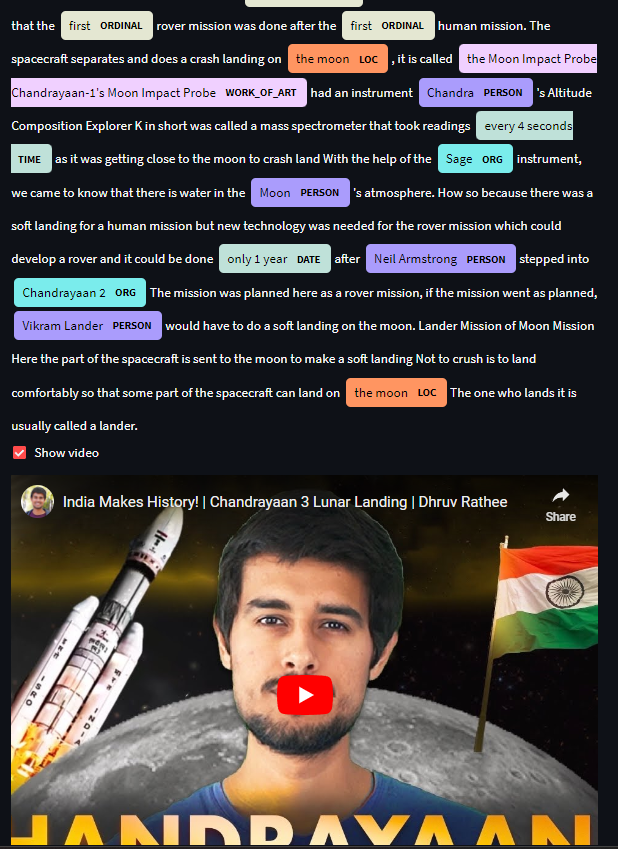 that the first ORDINAL rover mission was done after the first ORDINAL human mission. The
spacecraft separates and does a crash landing on the moon LOC , it is called the Moon Impact Probe
Chandrayaan-1's Moon Impact Probe WORK_OF_ART had an instrument Chandra PERSON 's Altitude
Composition Explorer K in short was called a mass spectrometer that took readings every 4 seconds
TIME as it was getting close to the moon to crash land With the help of the Sage ORG instrument,
we came to know that there is water in the Moon PERSON 's atmosphere. How so because there was a
soft landing for a human mission but new technology was needed for the rover mission which could
develop a rover and it could be done only 1 year DATE after Neil Armstrong PERSON stepped into
Chandrayaan 2 ORG The mission was planned here as a rover mission, if the mission went as planned,
Vikram Lander PERSON would have to do a soft landing on the moon. Lander Mission of Moon Mission
Here the part of the spacecraft is sent to the moon to make a soft landing Not to crush is to land
comfortably so that some part of the spacecraft can land on the moon LOC The one who lands it is
usually called a lander.
Show video
India Makes History! | Chandrayaan 3 Lunar Landing | Dhruv Rathee
Share
ISRO
INDIA
HANDRAYAAN